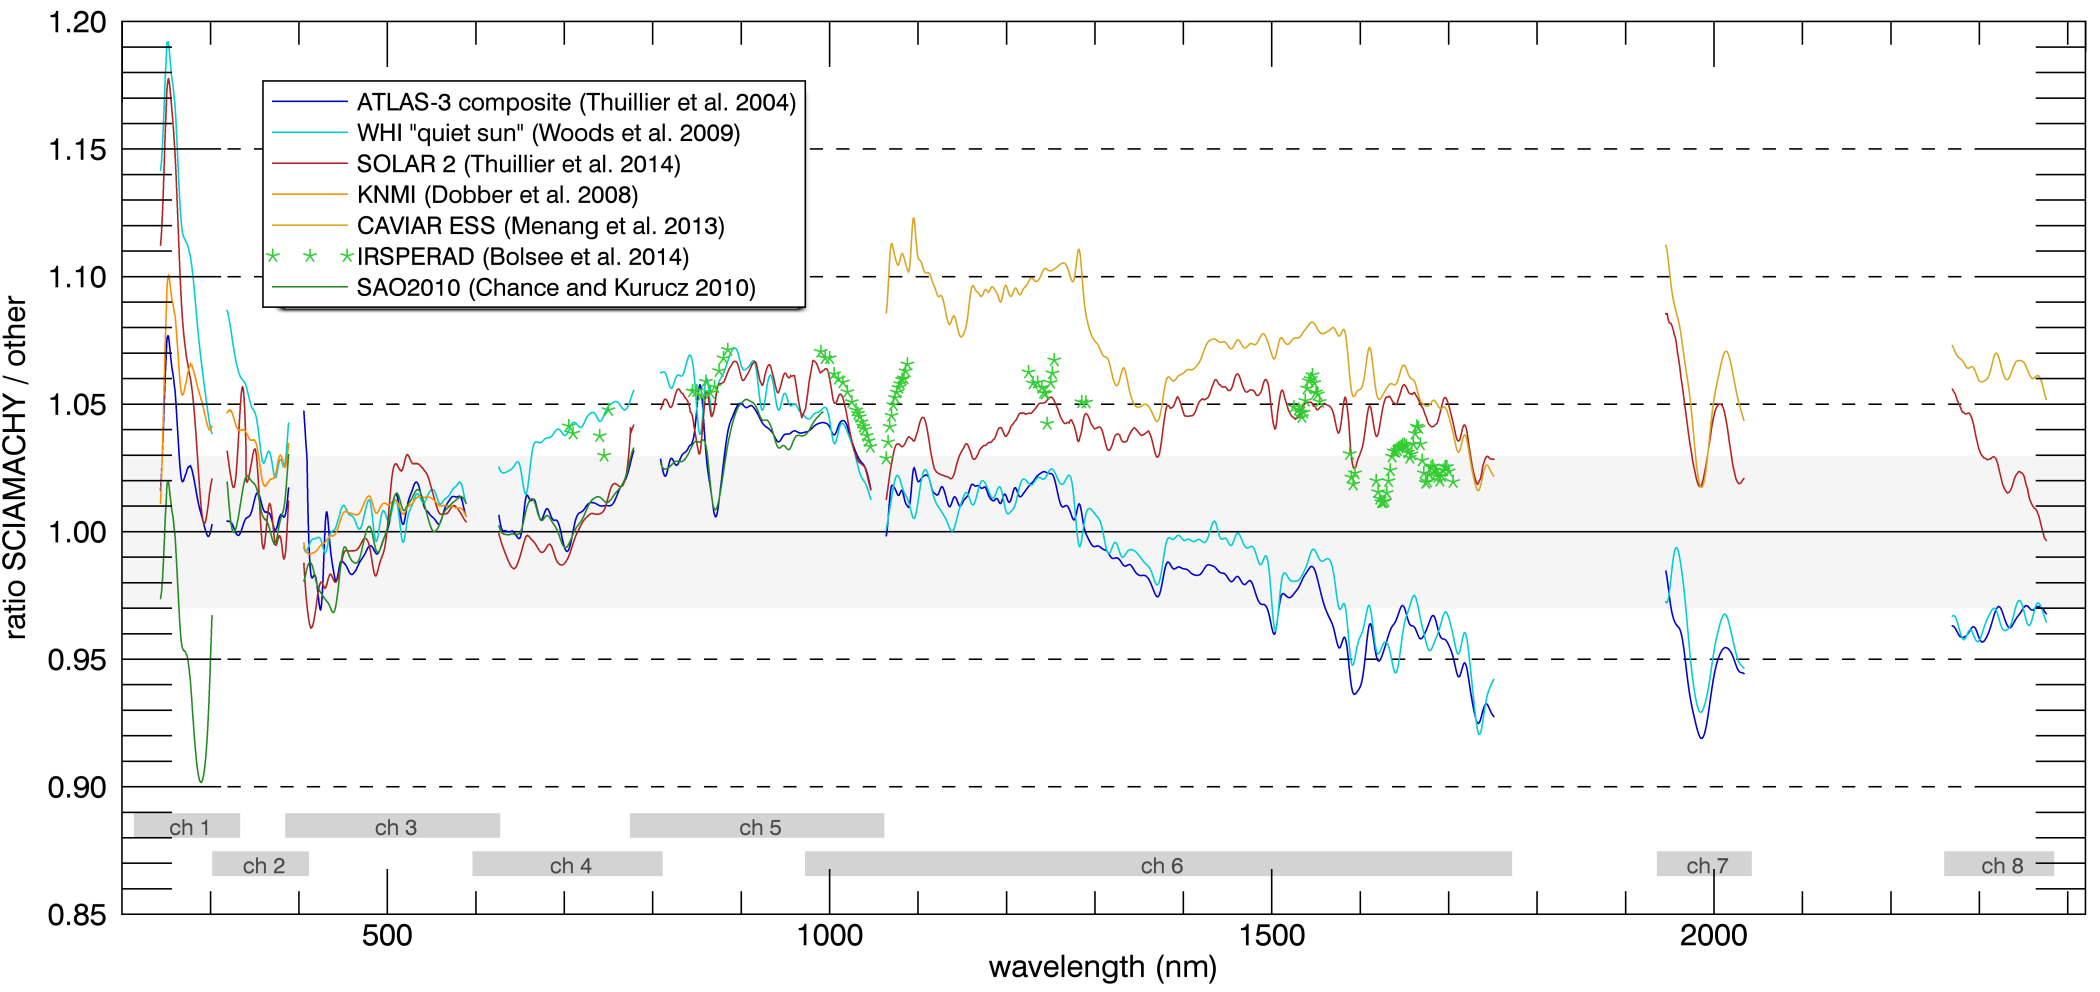 1.20
1.15
1.10
1.05
1.00
0.95
0.90
0.85
ratio SCIAMACHY / other
ATLAS-3 composite (Thuillier et al. 2004)
WHI "quiet sun" (Woods et al. 2009)
SOLAR 2 (Thuillier et al. 2014)
KNMI (Dobber et al. 2008)
CAVIAR ESS (Menang et al. 2013)
IRSPERAD (Bolsee et al. 2014)
SAO2010 (Chance and Kurucz 2010)
ch 1
ch 3
ch 5
ch 2
ch 4
ch 6
ch 7
ch 8
500
1000
1500
2000
wavelength (nm)